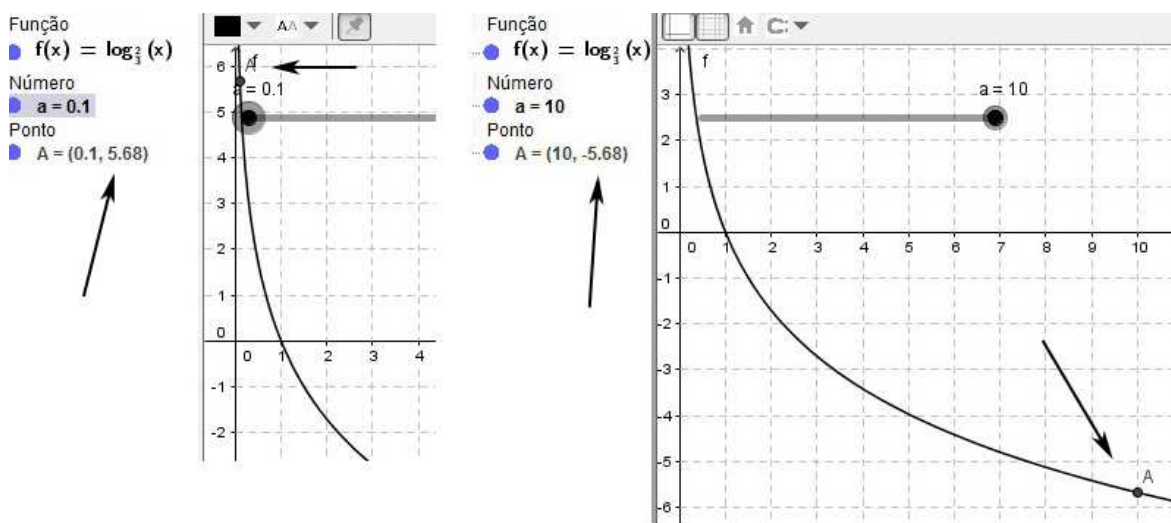 Função
f(x) = log 2/3 (x)
Número
a = 0.1
Ponto
A = (0.1, 5.68)
AA
6
A
f
a = 0.1
5
4
3
2
1
0
0 1 2 3 4
-1
-2
Função
f(x) = log 2/3 (x)
Número
a = 10
Ponto
A = (10, -5.68)
f
a = 10
3
2
1
0
0 1 2 3 4 5 6 7 8 9 10
-1
-2
-3
-4
-5
A
-6